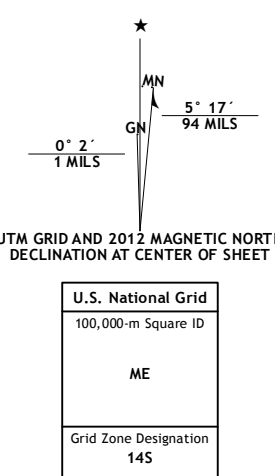 ★
MN
GN
5° 17´
94 MILS
0° 2´
1 MILS
UTM GRID AND 2012 MAGNETIC NORTH
DECLINATION AT CENTER OF SHEET
U.S. National Grid
100,000-m Square ID
ME
Grid Zone Designation
14S